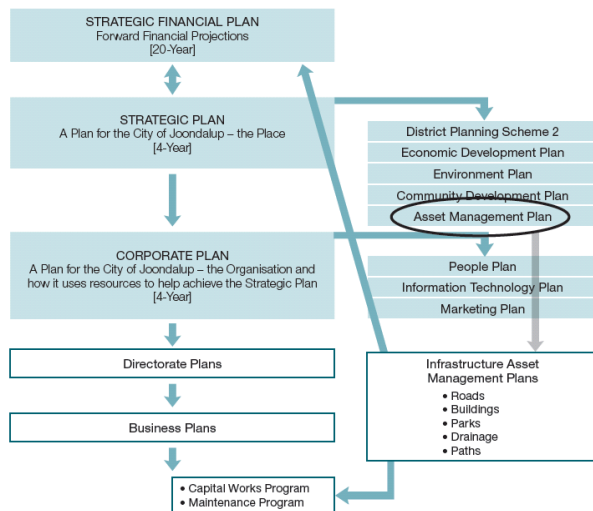 STRATEGIC FINANCIAL PLAN
Forward Financial Projections
[20-Year]
STRATEGIC PLAN
A Plan for the City of Joondalup – the Place
[4-Year]
District Planning Scheme 2
Economic Development Plan
Environment Plan
Community Development Plan
Asset Management Plan
CORPORATE PLAN
A Plan for the City of Joondalup – the Organisation and
how it uses resources to help achieve the Strategic Plan
[4-Year]
People Plan
Information Technology Plan
Marketing Plan
Directorate Plans
Business Plans
Infrastructure Asset
Management Plans
• Roads
• Buildings
• Parks
• Drainage
• Paths
• Capital Works Program
• Maintenance Program